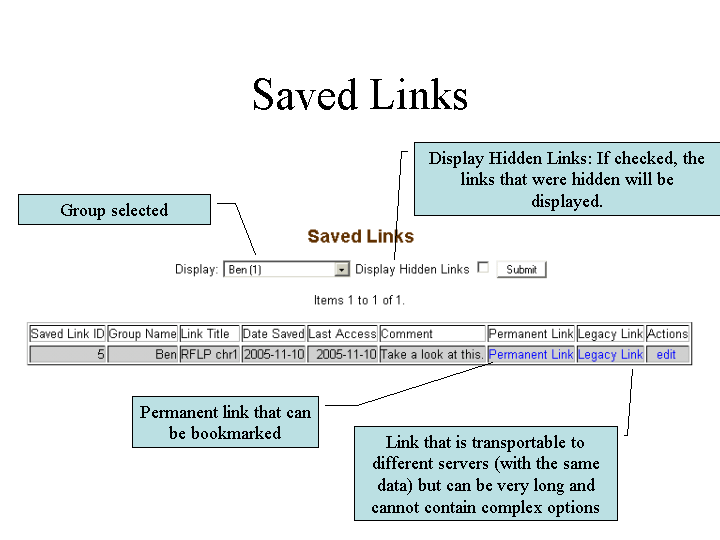 Saved Links
Display Hidden Links: If checked, the
links that were hidden will be
displayed.
Group selected
Saved Links
Display: Ben (1) Display Hidden Links Submit
Items 1 to 1 of 1.
Saved Link ID Group Name Link Title Date Saved Last Access Comment Permanent Link Legacy Link Actions
5 Ben RFLP chr1 2005-11-10 2005-11-10 Take a look at this. Permanent Link Legacy Link edit
Permanent link that can
be bookmarked
Link that is transportable to
different servers (with the same
data) but can be very long and
cannot contain complex options